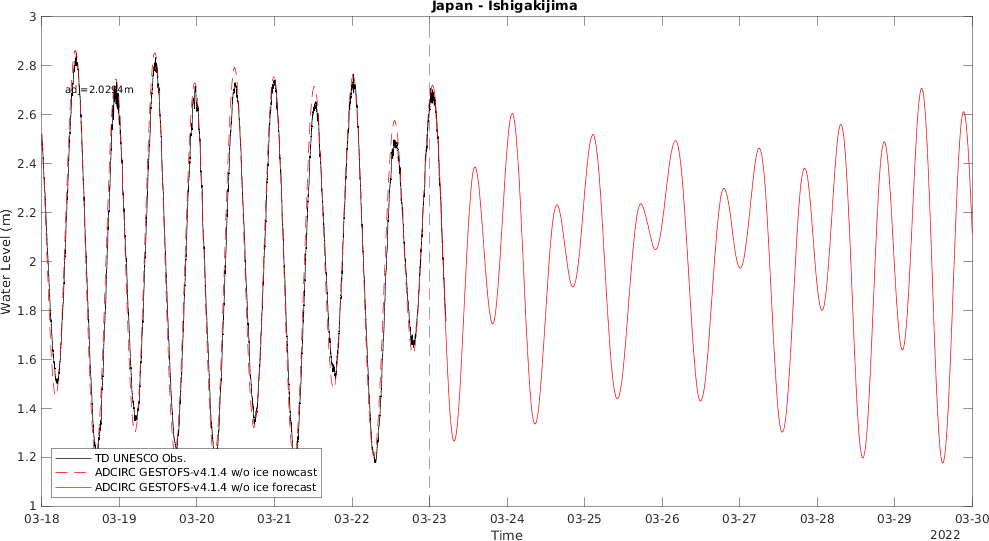 Japan - Ishigakijima
3
2.8
2.6
2.4
2.2
2
1.8
1.6
1.4
1.2
1
Water Level (m)
TD UNESCO Obs.
ADCIRC GESTOFS-v4.1.4 w/o ice nowcast
ADCIRC GESTOFS-v4.1.4 w/o ice forecast
03-18 03-19 03-20 03-21 03-22 03-23 03-24 03-25 03-26 03-27 03-28 03-29 03-30
Time
2022